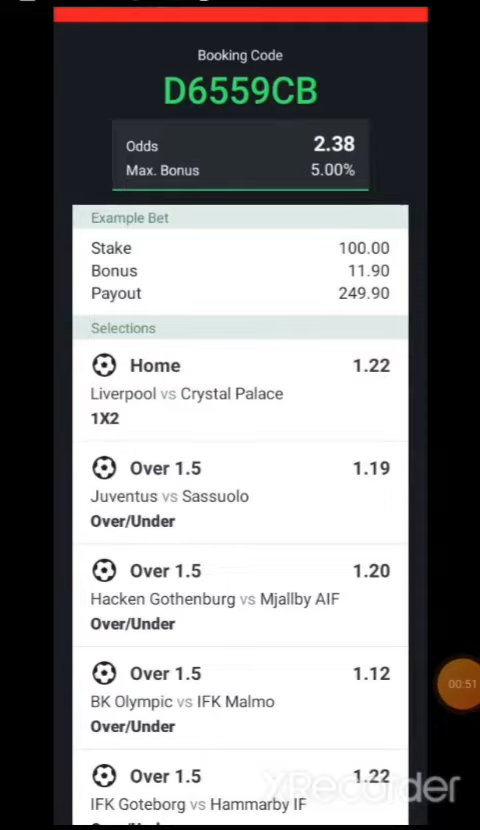 Booking Code
D6559CB
Odds 2.38
Max. Bonus 5.00%
Example Bet
Stake 100.00
Bonus 11.90
Payout 249.90
Selections
Home 1.22
Liverpool vs Crystal Palace
1X2
Over 1.5 1.19
Juventus vs Sassuolo
Over/Under
Over 1.5 1.20
Hacken Gothenburg vs Mjallby AIF
Over/Under
Over 1.5 1.12
00:51
BK Olympic vs IFK Malmo
Over/Under
Over 1.5 1.22
XRecorder
IFK Goteborg vs Hammarby IF